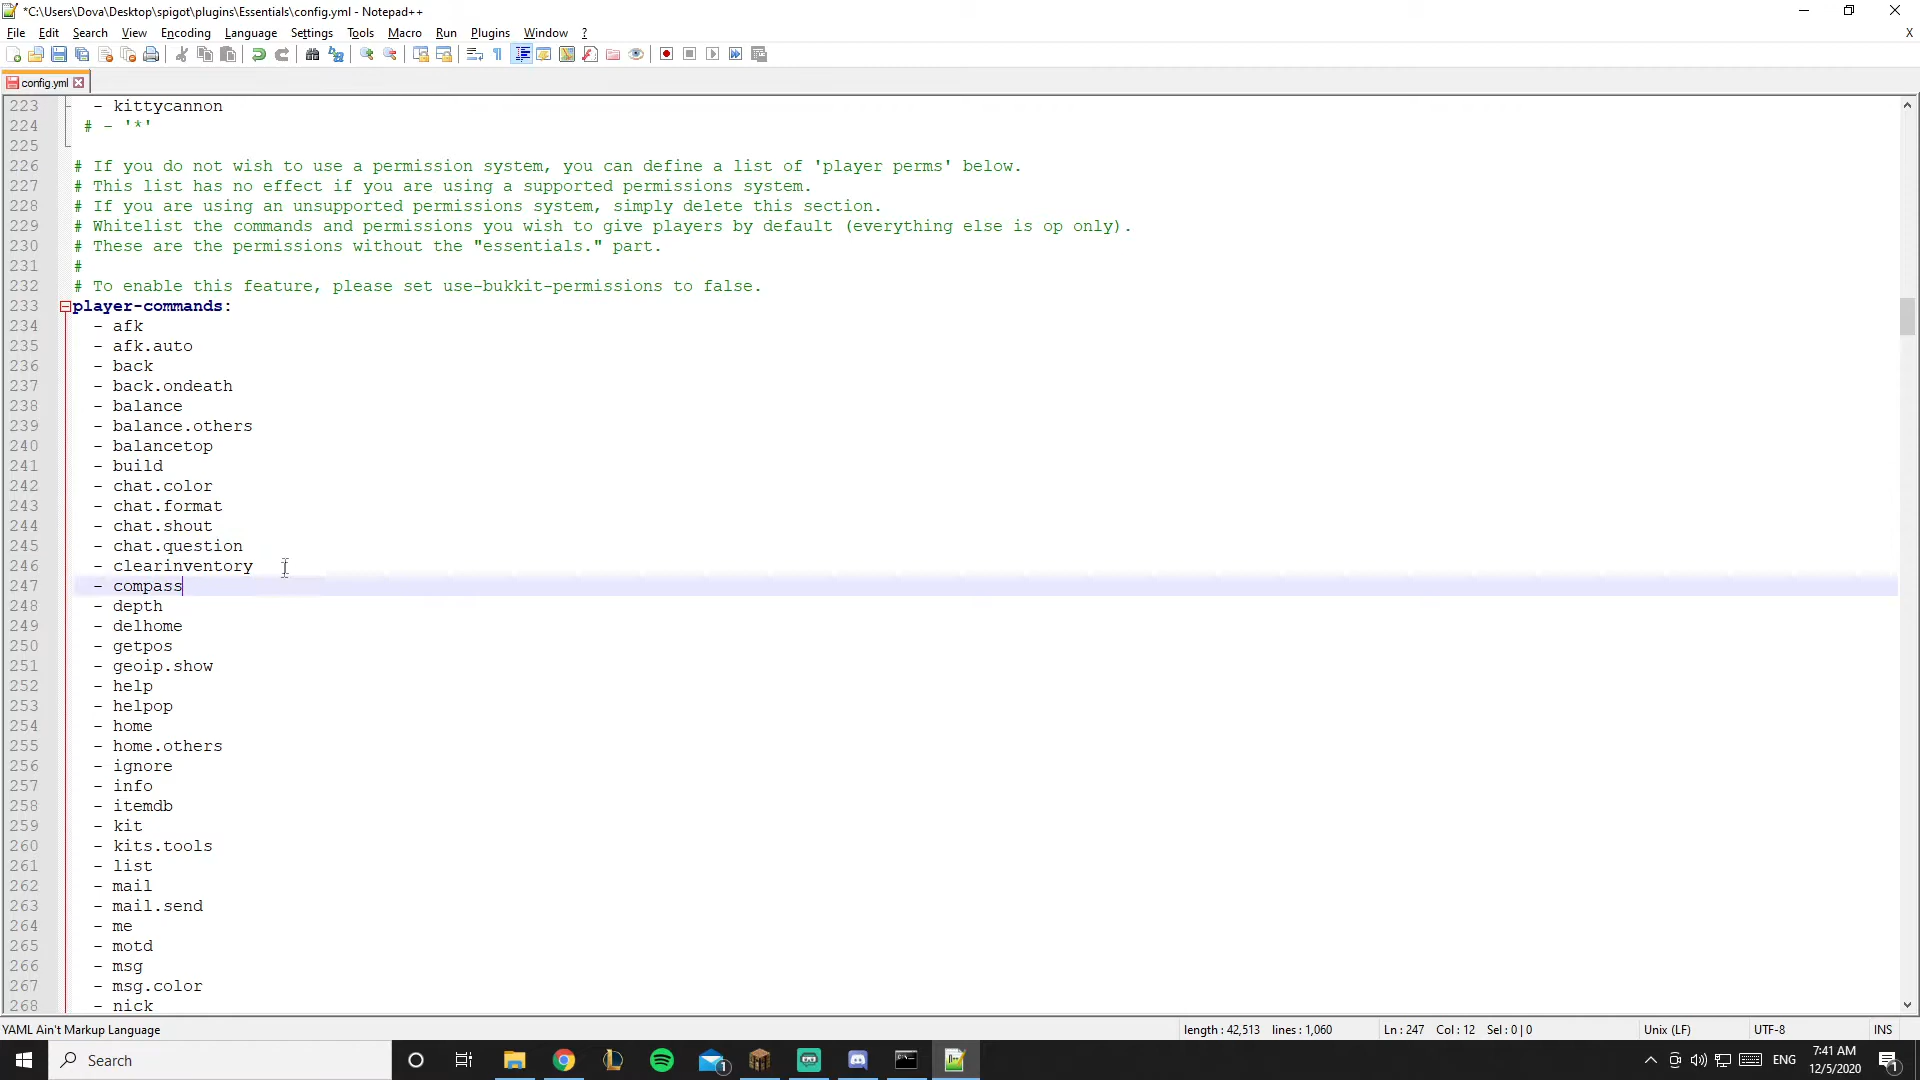 *C:\Users\Dova\Desktop\spigot\plugins\Essentials\config.yml - Notepad++
File Edit Search View Encoding Language Settings Tools Macro Run Plugins Window ? X
config.yml
223 - kittycannon
224 # - '*'
225
226 # If you do not wish to use a permission system, you can define a list of 'player perms' below.
227 # This list has no effect if you are using a supported permissions system.
228 # If you are using an unsupported permissions system, simply delete this section.
229 # Whitelist the commands and permissions you wish to give players by default (everything else is op only).
230 # These are the permissions without the "essentials." part.
231 #
232 # To enable this feature, please set use-bukkit-permissions to false.
233 player-commands:
234 - afk
235 - afk.auto
236 - back
237 - back.ondeath
238 - balance
239 - balance.others
240 - balancetop
241 - build
242 - chat.color
243 - chat.format
244 - chat.shout
245 - chat.question
246 - clearinventory
247 - compass
248 - depth
249 - delhome
250 - getpos
251 - geoip.show
252 - help
253 - helpop
254 - home
255 - home.others
256 - ignore
257 - info
258 - itemdb
259 - kit
260 - kits.tools
261 - list
262 - mail
263 - mail.send
264 - me
265 - motd
266 - msg
267 - msg.color
268 - nick
YAML Ain't Markup Language length : 42,513 lines : 1,060 Ln : 247 Col : 12 Sel : 0 | 0 Unix (LF) UTF-8 INS
Search 1 ENG 7:41 AM 1
12/5/2020